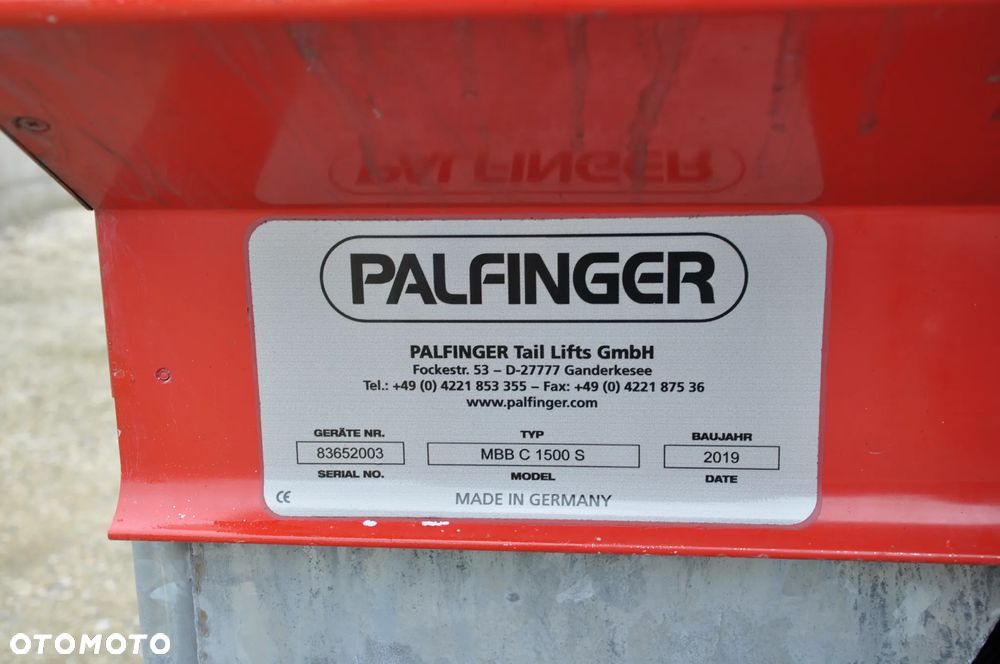 PALFINGER
PALFINGER
PALFINGER Tail Lifts GmbH
Fockestr. 53 – D-27777 Ganderkesee
Tel.: +49 (0) 4221 853 355 – Fax: +49 (0) 4221 875 36
www.palfinger.com
GERÄTE NR. TYP BAUJAHR
83652003 MBB C 1500 S 2019
SERIAL NO. MODEL DATE
CE MADE IN GERMANY
OTOMOTO